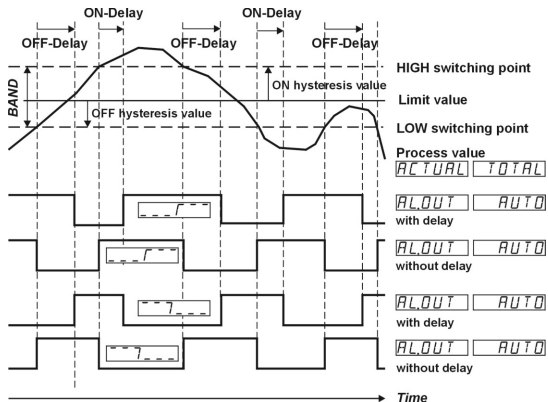 ON-Delay ON-Delay
OFF-Delay OFF-Delay OFF-Delay
HIGH switching point
BAND
ON hysteresis value
Limit value
OFF hysteresis value
LOW switching point
Process value
ACTUAL TOTAL
AL.OUT AUTO
with delay
AL.OUT AUTO
without delay
AL.OUT AUTO
with delay
AL.OUT AUTO
without delay
Time